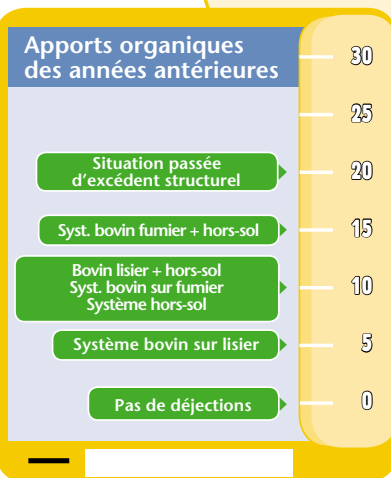 Apports organiques
des années antérieures
30
25
Situation passée
d'excédent structurel
20
Syst. bovin fumier + hors-sol
15
Bovin lisier + hors-sol
Syst. bovin sur fumier
Système hors-sol
10
Système bovin sur lisier
5
Pas de déjections
0